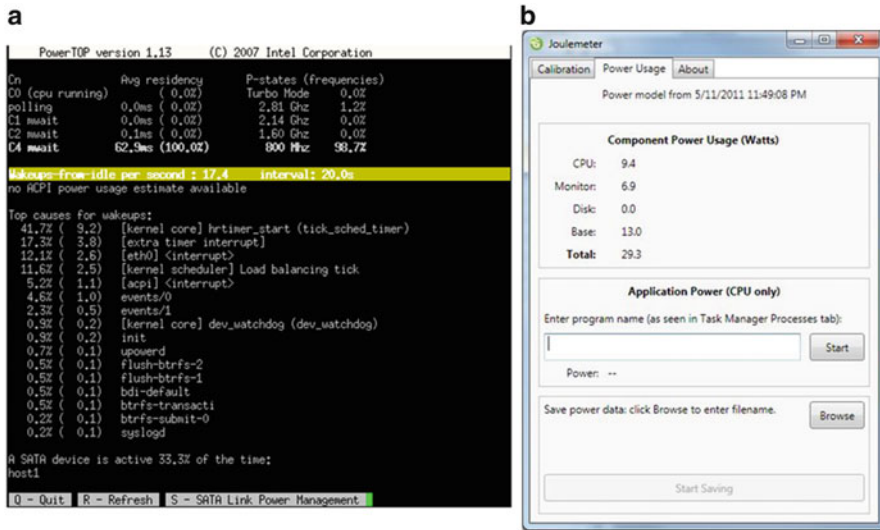 a
PowerTOP version 1.13 (C) 2007 Intel Corporation
Cn Avg residency P-states (frequencies)
C0 (cpu running) ( 0.0%) Turbo Mode 0.0%
polling 0.0ms ( 0.0%) 2.81 Ghz 1.2%
C1 mwait 0.0ms ( 0.0%) 2.14 Ghz 0.0%
C2 mwait 0.1ms ( 0.0%) 1.60 Ghz 0.0%
C4 mwait 62.9ms (100.0%) 800 Mhz 98.7%
Wakeups-from-idle per second : 17.4 interval: 20.0s
no ACPI power usage estimate available
Top causes for wakeups:
41.7% ( 9.2) [kernel core] hrtimer_start (tick_sched_timer)
17.3% ( 3.8) [extra timer interrupt]
12.1% ( 2.6) [eth0] <interrupt>
11.6% ( 2.5) [kernel scheduler] Load balancing tick
5.2% ( 1.1) [acpi] <interrupt>
4.6% ( 1.0) events/0
2.3% ( 0.5) events/1
0.9% ( 0.2) [kernel core] dev_watchdog (dev_watchdog)
0.9% ( 0.2) init
0.7% ( 0.1) upowerd
0.5% ( 0.1) flush-btrfs-2
0.5% ( 0.1) flush-btrfs-1
0.5% ( 0.1) bdi-default
0.5% ( 0.1) btrfs-transacti
0.2% ( 0.1) btrfs-submit-0
0.2% ( 0.1) syslogd
A SATA device is active 33.3% of the time:
host1
Q - Quit R - Refresh S - SATA Link Power Management
b
Joulemeter
Calibration Power Usage About
Power model from 5/11/2011 11:49:08 PM
Component Power Usage (Watts)
CPU: 9.4
Monitor: 6.9
Disk: 0.0
Base: 13.0
Total: 29.3
Application Power (CPU only)
Enter program name (as seen in Task Manager Processes tab):
Start
Power: --
Save power data: click Browse to enter filename.
Browse
Start Saving